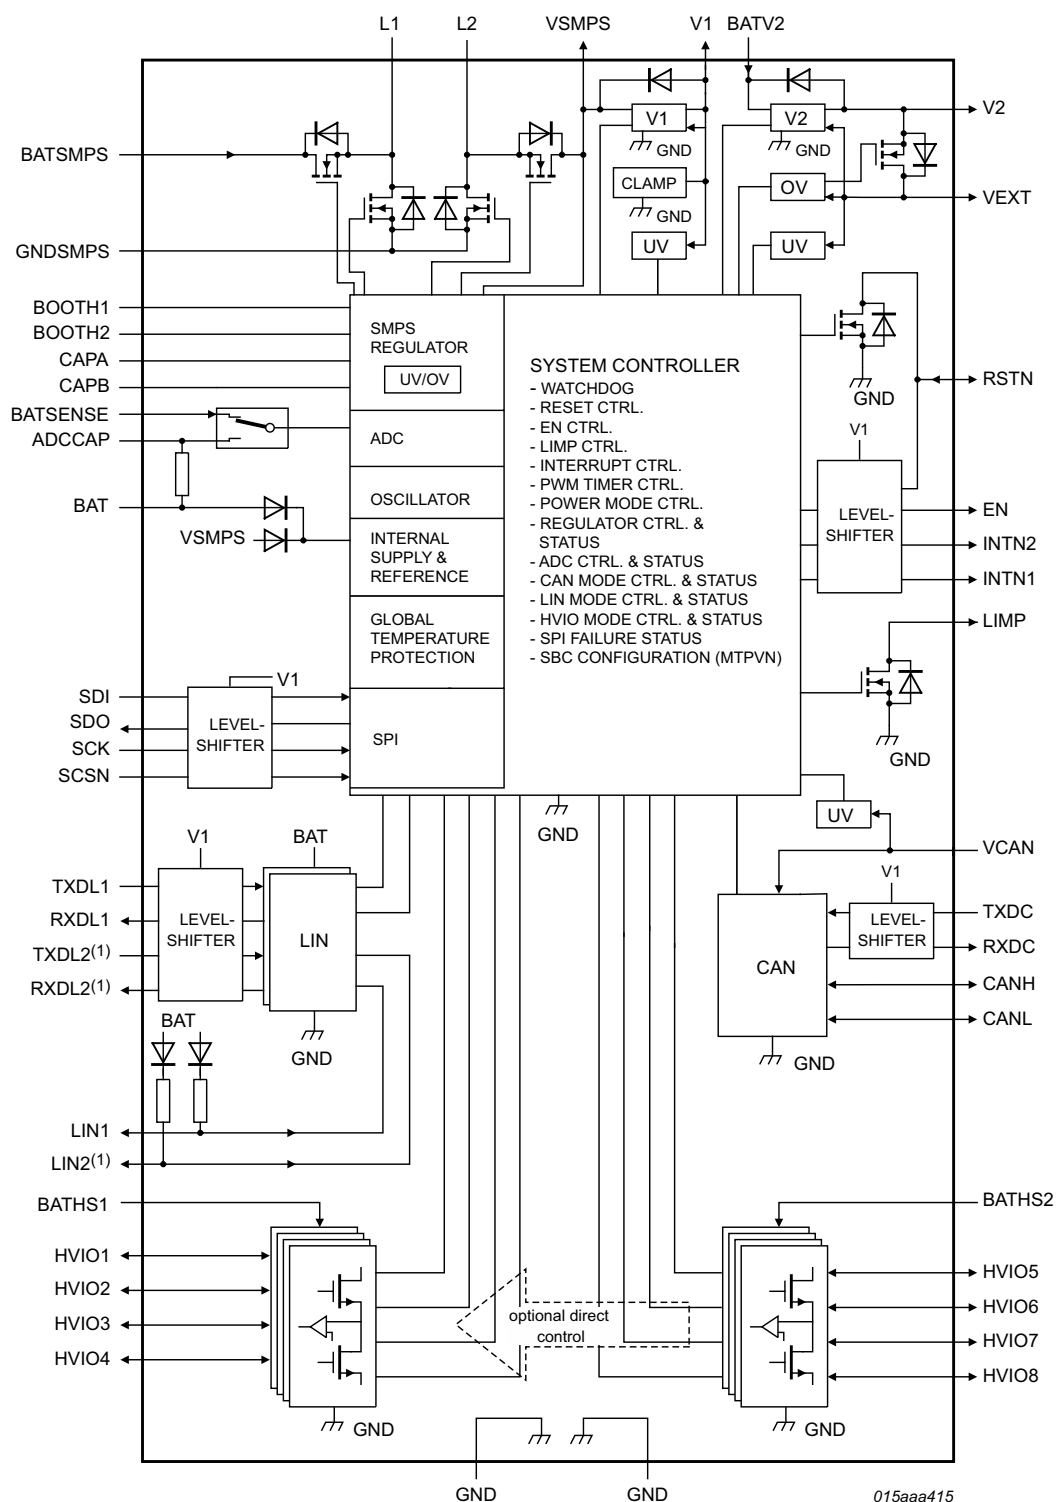 L1
L2
VSMPS
V1
BATV2
V1
GND
V2
GND
V2
BATSMPS
CLAMP
GND
OV
VEXT
GNDSMPS
UV
UV
BOOTH1
BOOTH2
CAPA
CAPB
BATSENSE
ADCCAP
BAT
VSMPS
SMPS
REGULATOR
UV/OV
ADC
OSCILLATOR
INTERNAL
SUPPLY &
REFERENCE
GLOBAL
TEMPERATURE
PROTECTION
SPI
SYSTEM CONTROLLER
- WATCHDOG
- RESET CTRL.
- EN CTRL.
- LIMP CTRL.
- INTERRUPT CTRL.
- PWM TIMER CTRL.
- POWER MODE CTRL.
- REGULATOR CTRL. &
STATUS
- ADC CTRL. & STATUS
- CAN MODE CTRL. & STATUS
- LIN MODE CTRL. & STATUS
- HVIO MODE CTRL. & STATUS
- SPI FAILURE STATUS
- SBC CONFIGURATION (MTPVN)
GND
RSTN
V1
LEVEL-
SHIFTER
EN
INTN2
INTN1
LIMP
GND
SDI
SDO
SCK
SCSN
V1
LEVEL-
SHIFTER
GND
UV
VCAN
V1
BAT
TXDL1
RXDL1
TXDL2(1)
RXDL2(1)
LEVEL-
SHIFTER
LIN
GND
V1
CAN
LEVEL-
SHIFTER
TXDC
RXDC
CANH
CANL
GND
BAT
LIN1
LIN2(1)
BATHS1
HVIO1
HVIO2
HVIO3
HVIO4
GND
optional direct
control
BATHS2
HVIO5
HVIO6
HVIO7
HVIO8
GND
GND
GND
015aaa415